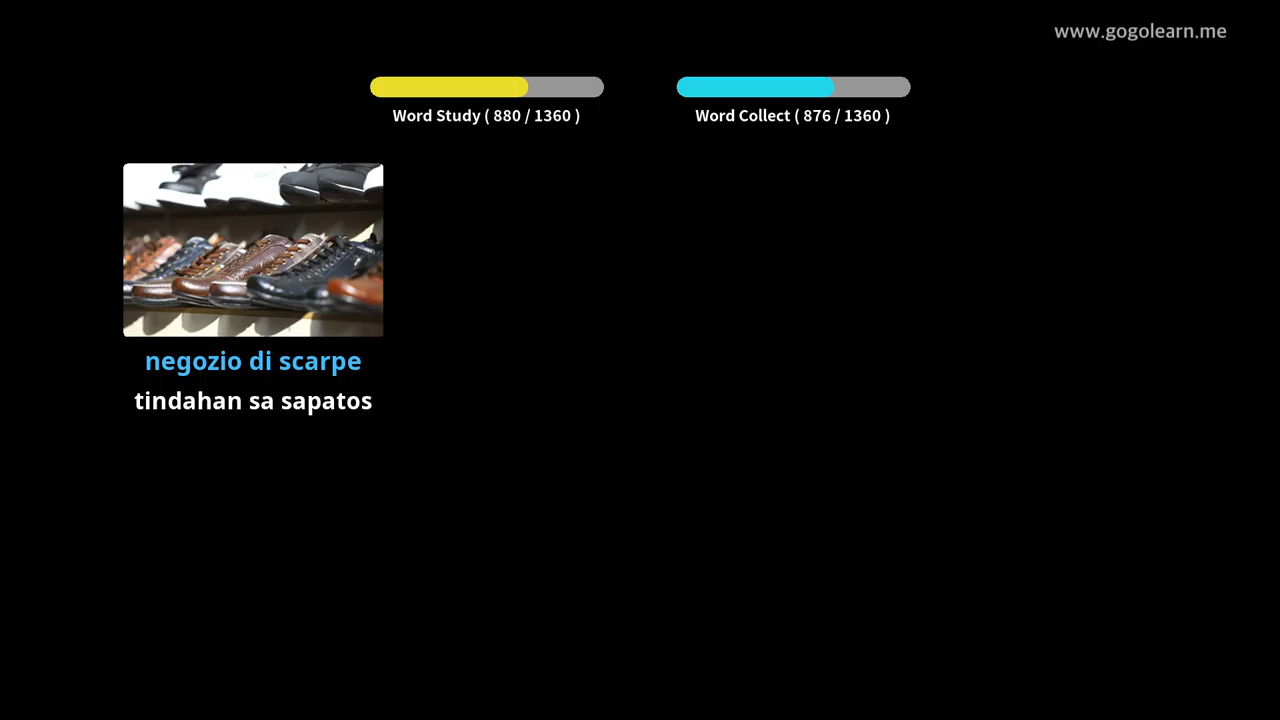 www.gogolearn.me
Word Study ( 880 / 1360 )
Word Collect ( 876 / 1360 )
negozio di scarpe
tindahan sa sapatos